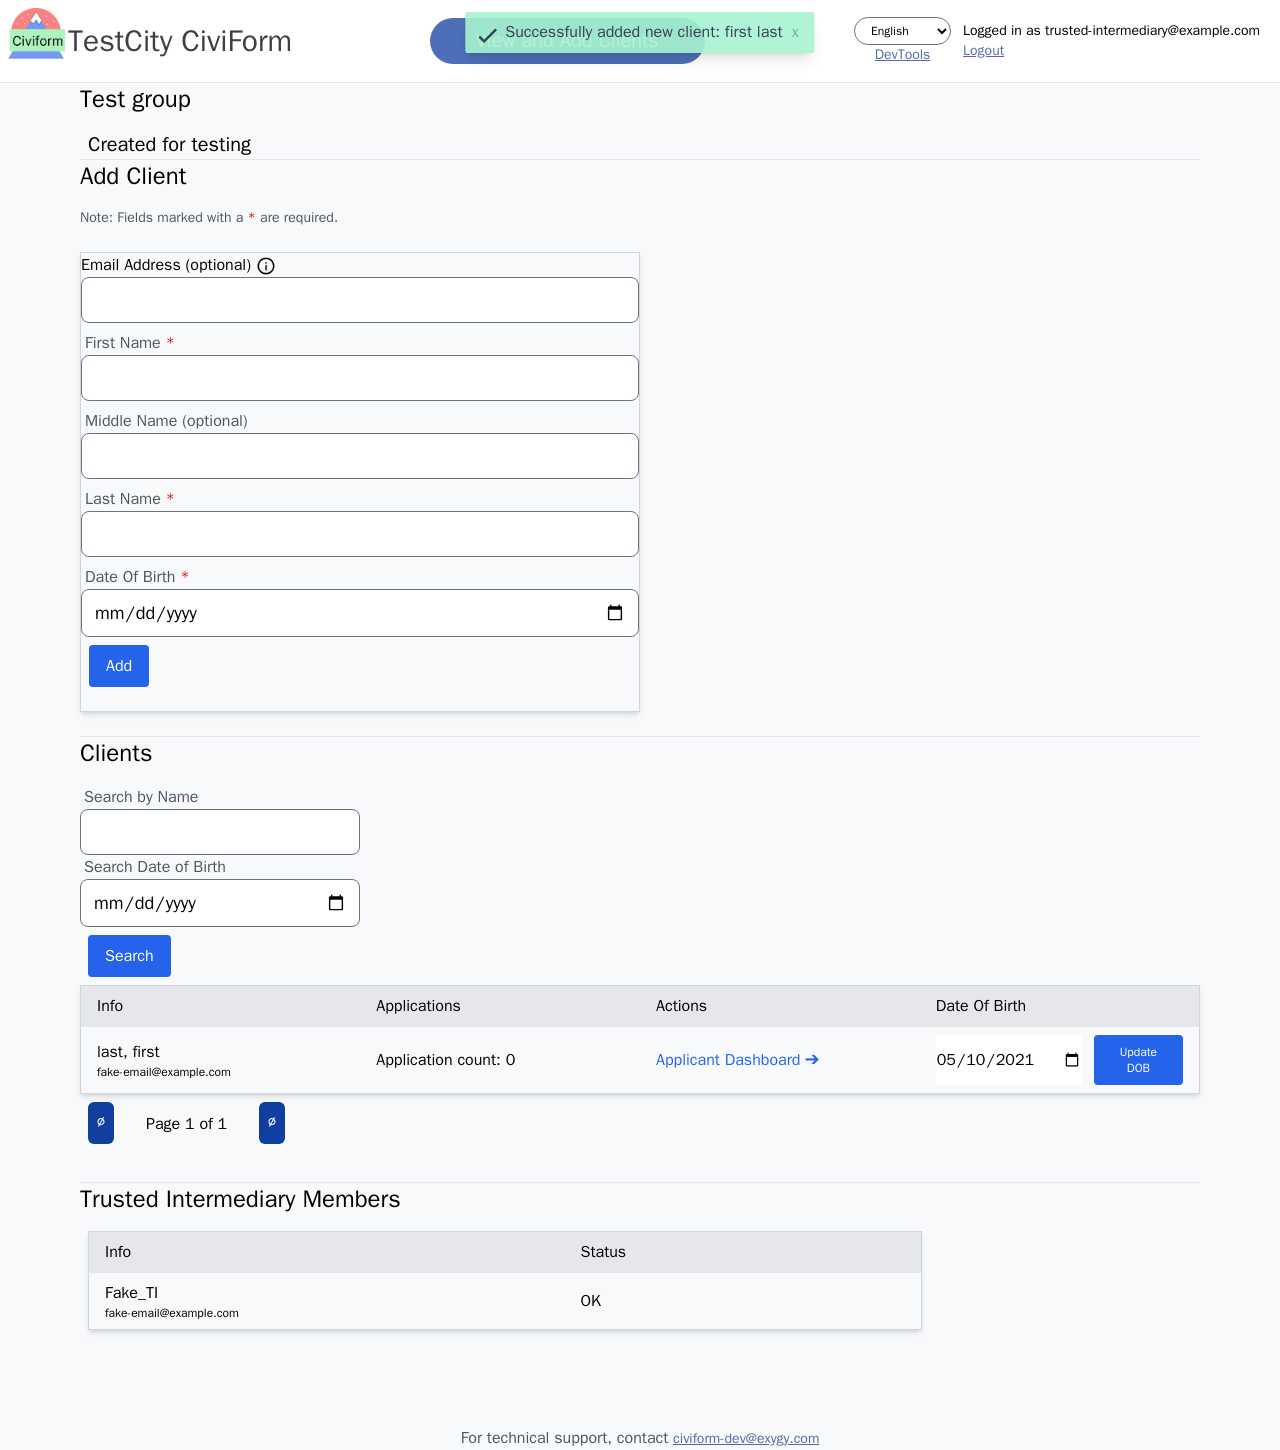 Civiform TestCity CiviForm
View and Add Clients
Successfully added new client: first last x
English
DevTools
Logged in as trusted-intermediary@example.com
Logout
Test group
Created for testing
Add Client
Note: Fields marked with a * are required.
Email Address (optional)
First Name *
Middle Name (optional)
Last Name *
Date Of Birth *
mm/dd/yyyy
Add
Clients
Search by Name
Search Date of Birth
mm/dd/yyyy
Search
Info Applications Actions Date Of Birth
last, first
fake-email@example.com
Application count: 0
Applicant Dashboard ➔
05/10/2021
Update
DOB
∅ Page 1 of 1 ∅
Trusted Intermediary Members
Info Status
Fake_TI
fake-email@example.com
OK
For technical support, contact civiform-dev@exygy.com